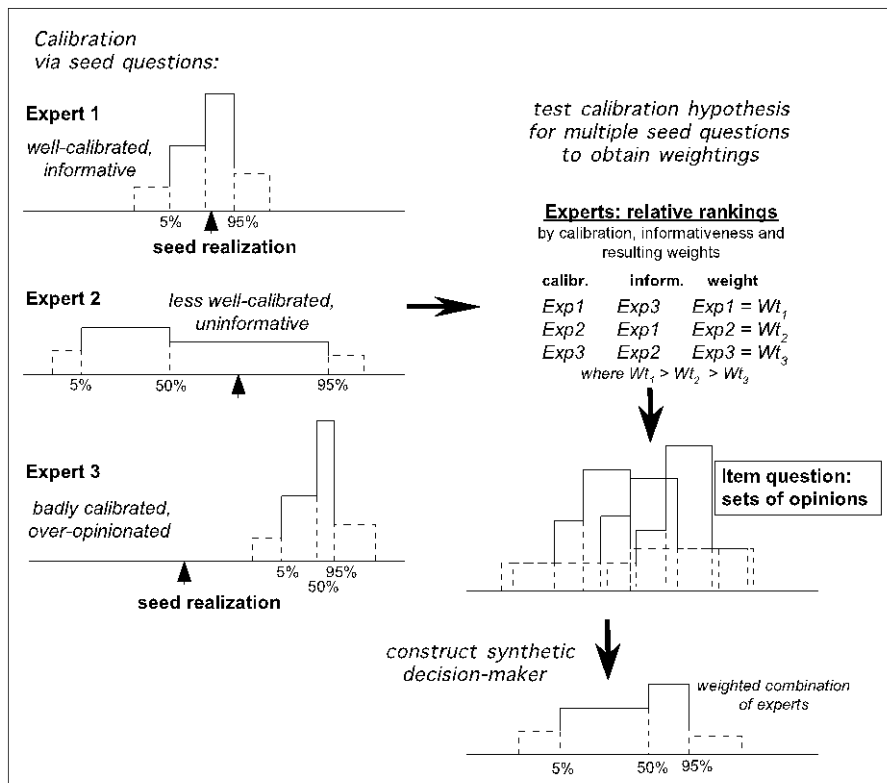 Calibration
via seed questions:
Expert 1
well-calibrated,
informative
5%
95%
seed realization
Expert 2
less well-calibrated,
uninformative
5%
50%
95%
Expert 3
badly calibrated,
over-opinionated
5%
95%
50%
seed realization
test calibration hypothesis
for multiple seed questions
to obtain weightings
Experts: relative rankings
by calibration, informativeness and
resulting weights
calibr. inform. weight
Exp1 Exp3 Exp1 = Wt1
Exp2 Exp1 Exp2 = Wt2
Exp3 Exp2 Exp3 = Wt3
where Wt1 > Wt2 > Wt3
Item question:
sets of opinions
construct synthetic
decision-maker
weighted combination
of experts
5%
50%
95%